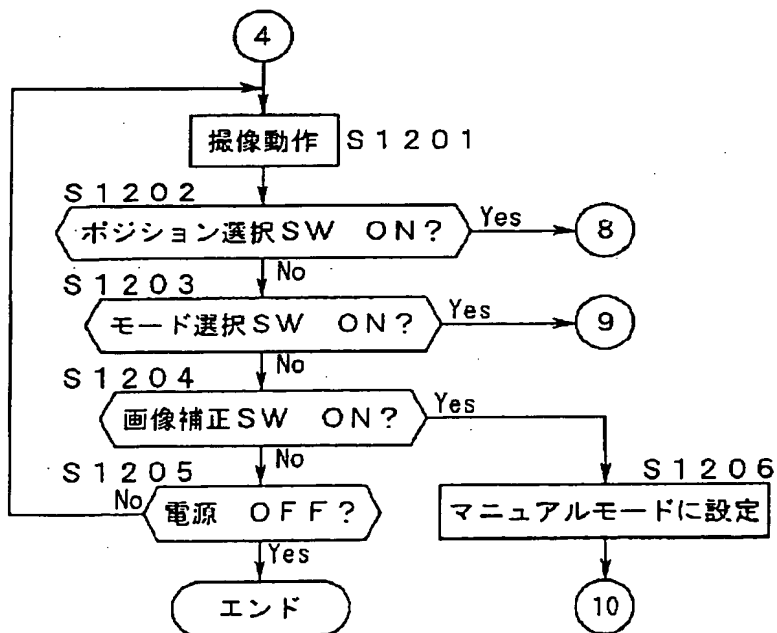 4
撮像動作 S1201
S1202
ポジション選択SW ON? Yes 8
No
S1203
モード選択SW ON? Yes 9
No
S1204
画像補正SW ON? Yes
No
S1205
S1206
No 電源 OFF?
マニュアルモードに設定
Yes
エンド
10